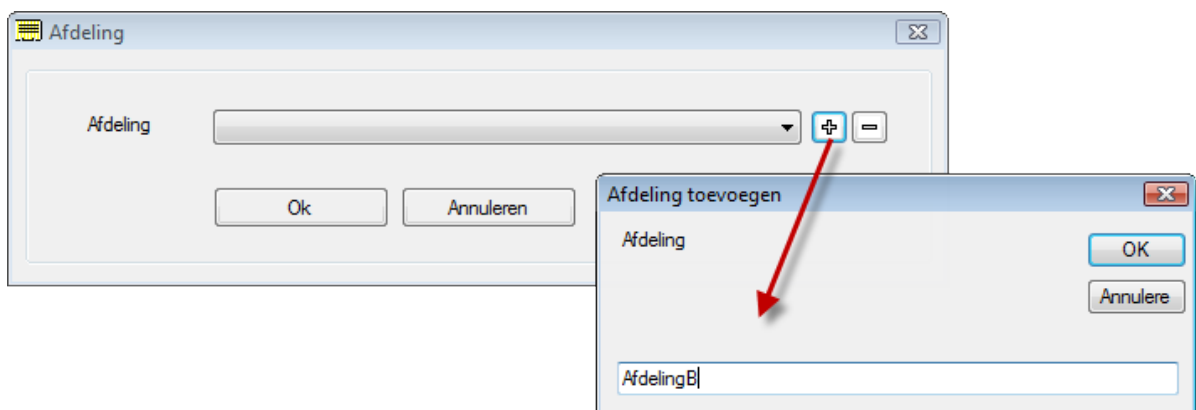 Afdeling
Afdeling
Ok Annuleren
Afdeling toevoegen
Afdeling
OK
Annulere
AfdelingB